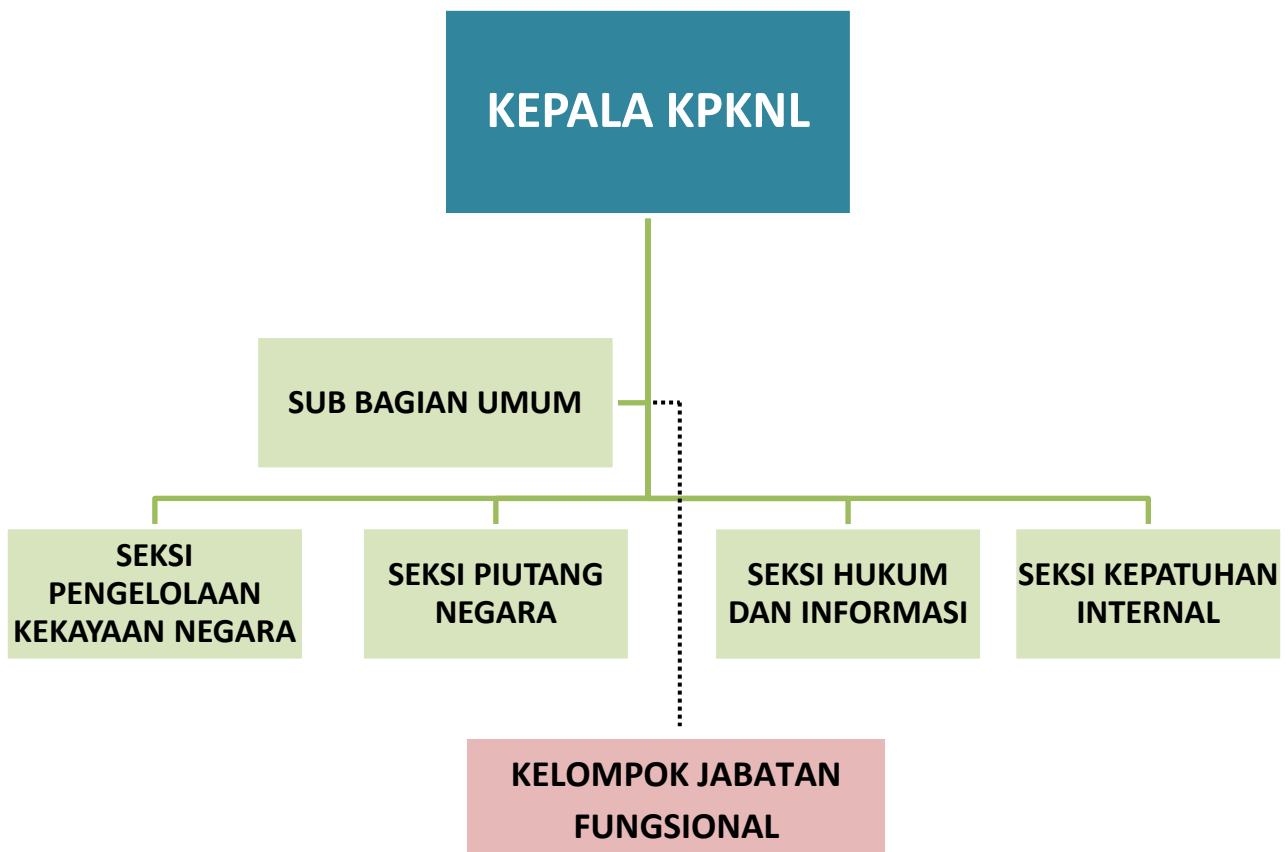 KEPALA KPKNL
SUB BAGIAN UMUM
SEKSI
PENGELOLAAN
KEKAYAAN NEGARA
SEKSI PIUTANG
NEGARA
SEKSI HUKUM
DAN INFORMASI
SEKSI KEPATUHAN
INTERNAL
KELOMPOK JABATAN
FUNGSIONAL